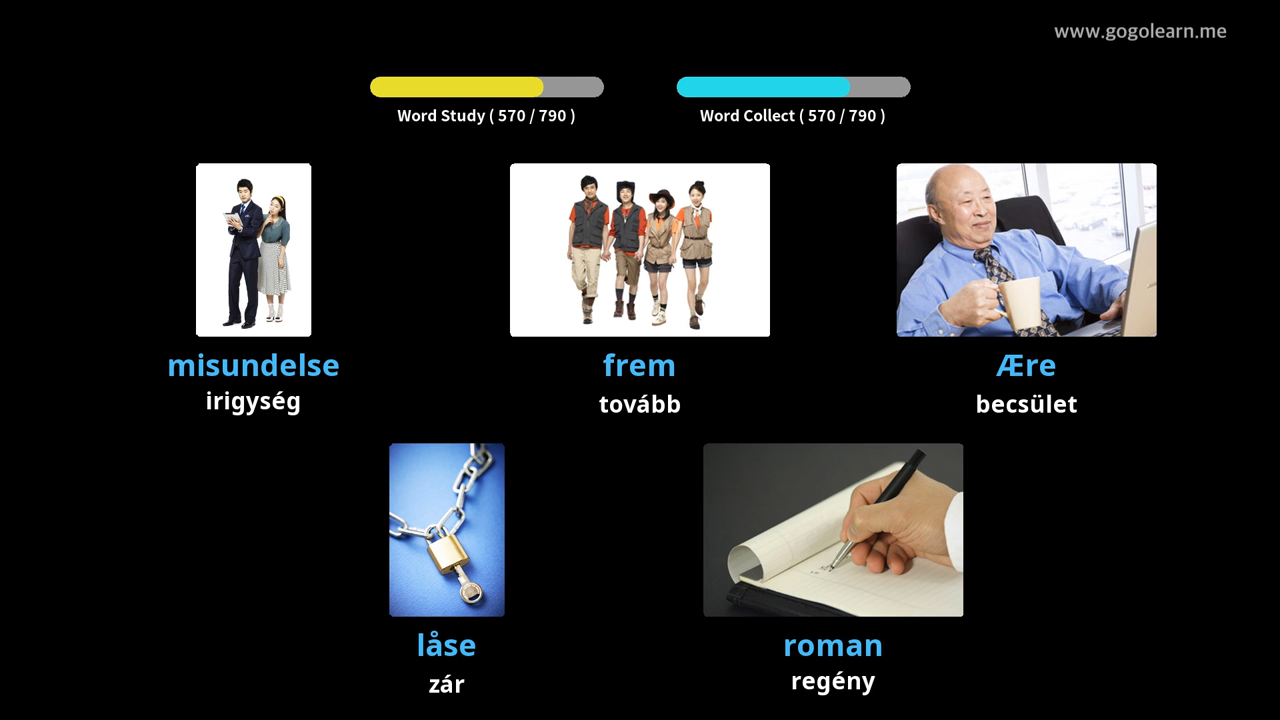 www.gogolearn.me
Word Study ( 570 / 790 )
Word Collect ( 570 / 790 )
misundelse
irigység
frem
tovább
Ære
becsület
låse
zár
roman
regény